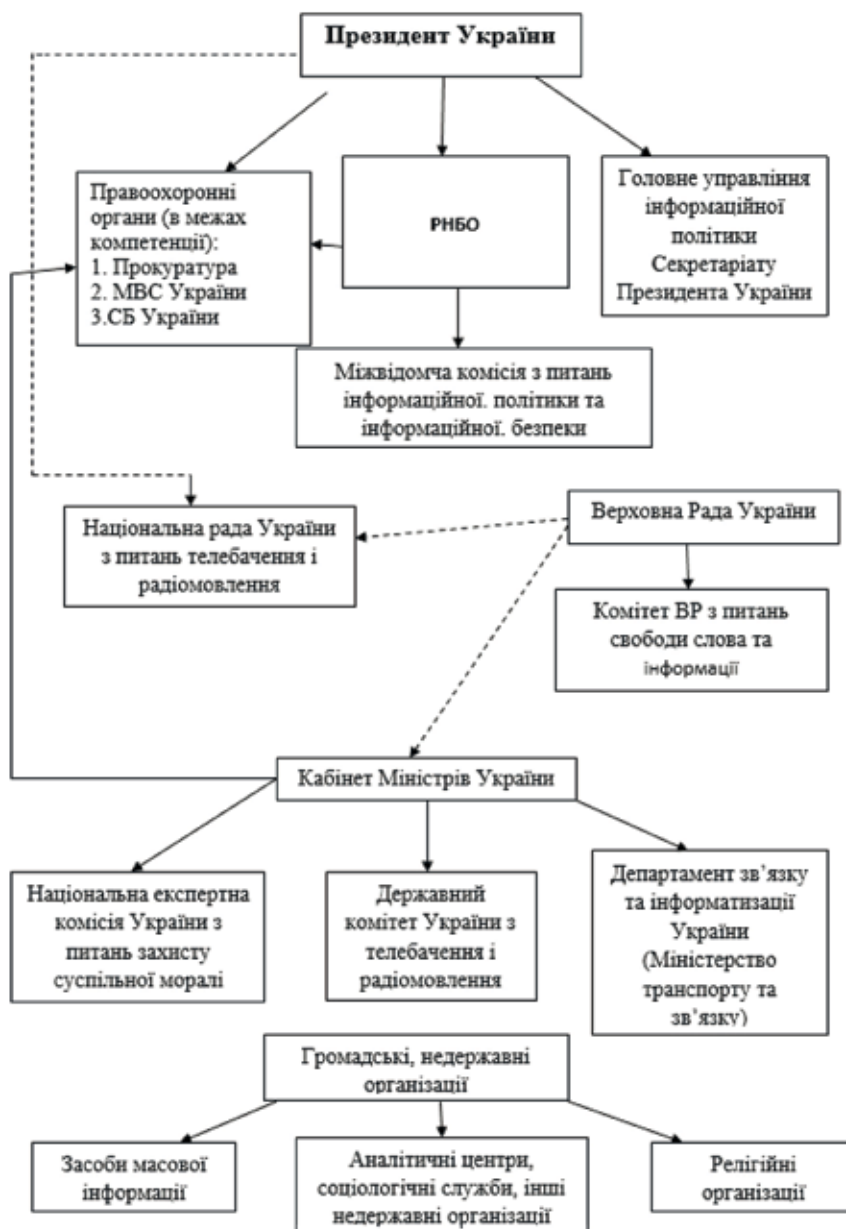 Президент України
Правоохоронні
органи (в межах
компетенції):
1. Прокуратура
2. МВС України
3.СБ України
РНБО
Головне управління
інформаційної
політики
Секретаріату
Президента України
Міжвідомча комісія з питань
інформаційної. політики та
інформаційної. безпеки
Національна рада України
з питань телебачення і
радіомовлення
Верховна Рада України
Комітет ВР з питань
свободи слова та
інформації
Кабінет Міністрів України
Національна експертна
комісія України з
питань захисту
суспільної моралі
Державний
комітет України з
телебачення і
радіомовлення
Департамент зв’язку
та інформатизації
України
(Міністерство
транспорту та
зв’язку)
Громадські, недержавні
організації
Засоби масової
інформації
Аналітичні центри,
соціологічні служби, інші
недержавні організації
Релігійні
організації